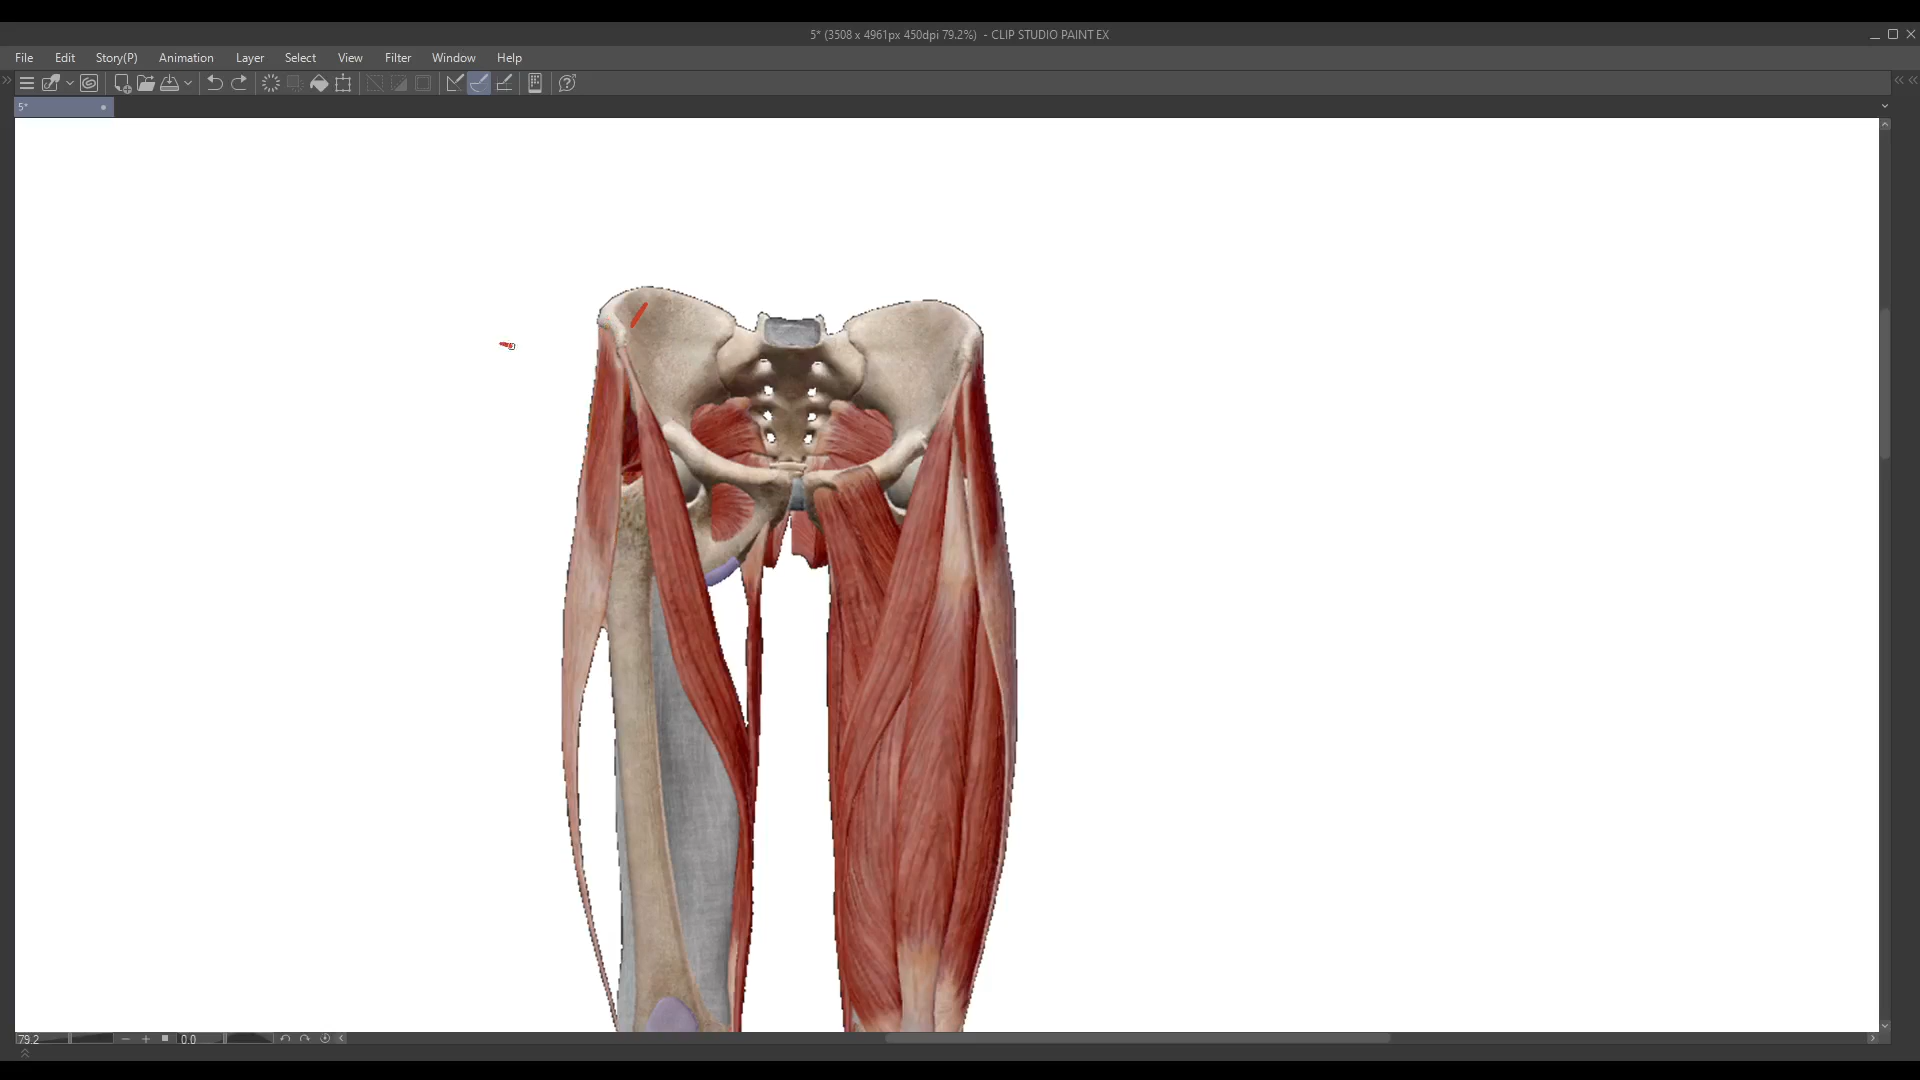 5* (3508 x 4961px 450dpi 79.2%) - CLIP STUDIO PAINT EX
File Edit Story(P) Animation Layer Select View Filter Window Help
5*
79.2 0.0